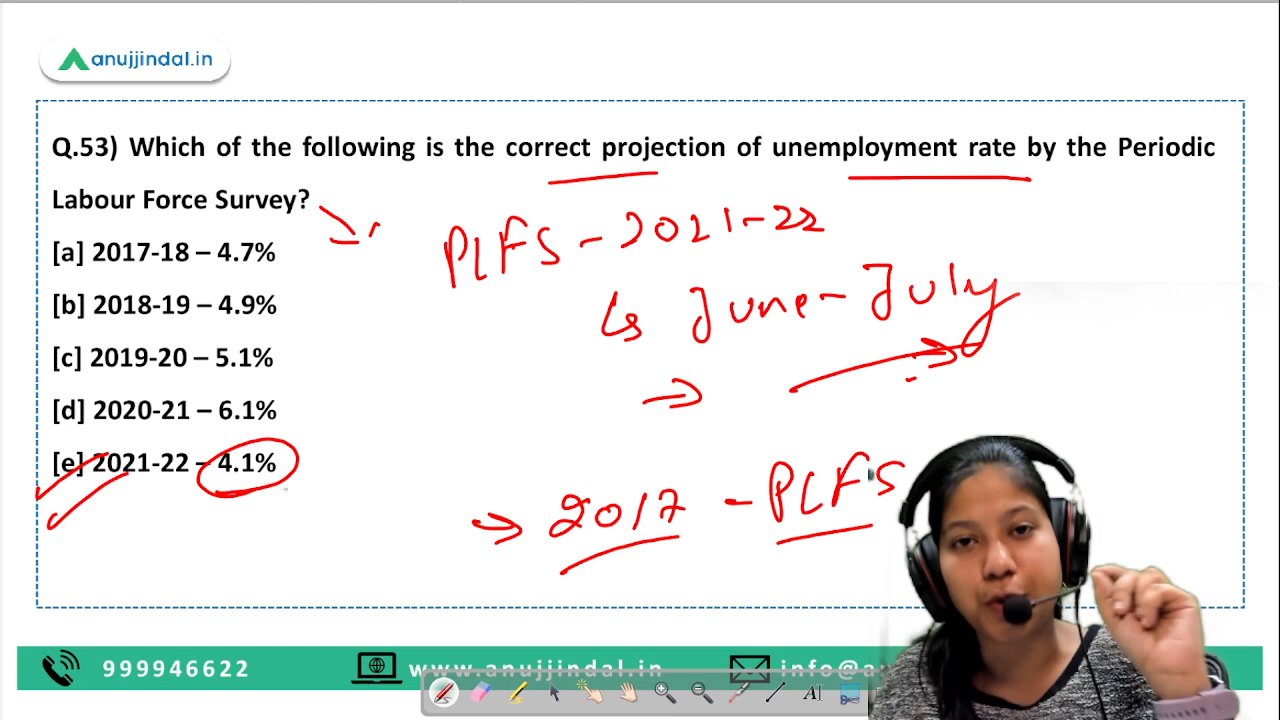 anujjindal.in
Q.53) Which of the following is the correct projection of unemployment rate by the Periodic
Labour Force Survey?
[a] 2017-18 – 4.7%
[b] 2018-19 – 4.9%
[c] 2019-20 – 5.1%
[d] 2020-21 – 6.1%
[e] 2021-22 – 4.1%
PLFS - 2021-22
June - July
2017 - PLFS
999946622
www.anujjindal.in
info@
AI